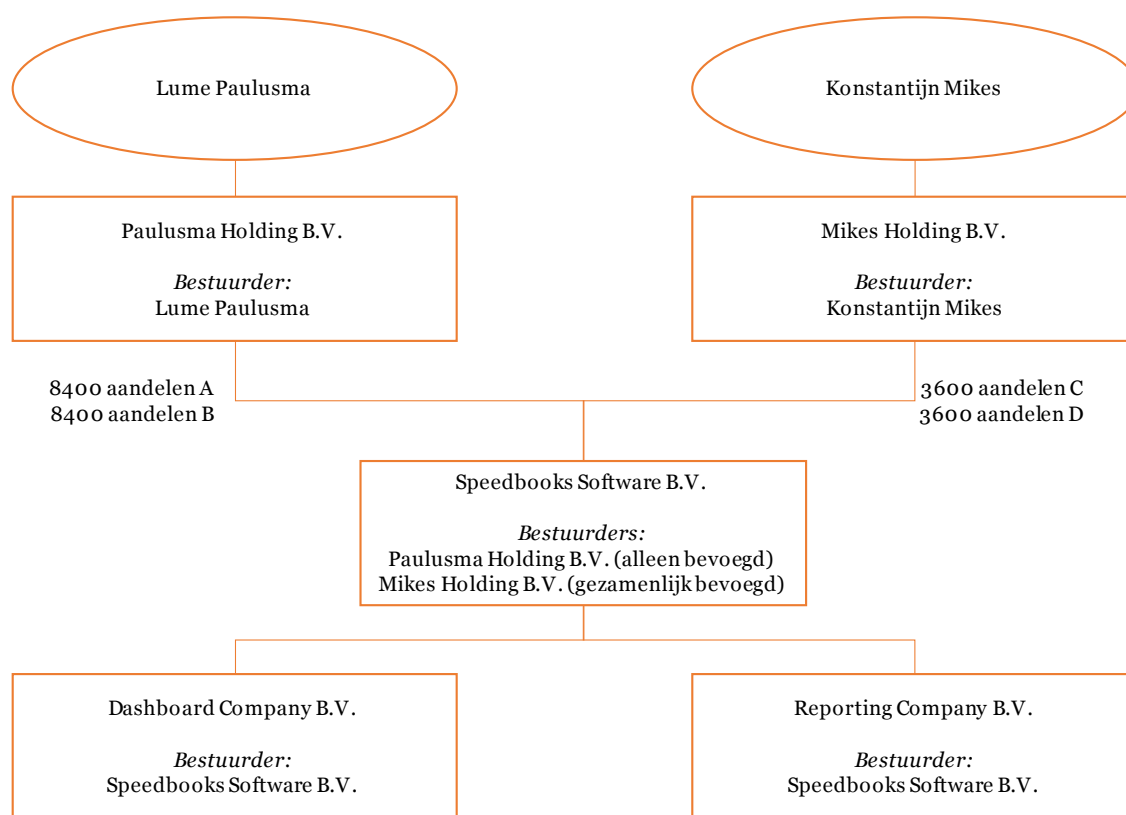 Lume Paulusma
Konstantijn Mikes
Paulusma Holding B.V.
Bestuurder:
Lume Paulusma
Mikes Holding B.V.
Bestuurder:
Konstantijn Mikes
8400 aandelen A
8400 aandelen B
3600 aandelen C
3600 aandelen D
Speedbooks Software B.V.
Bestuurders:
Paulusma Holding B.V. (alleen bevoegd)
Mikes Holding B.V. (gezamenlijk bevoegd)
Dashboard Company B.V.
Bestuurder:
Speedbooks Software B.V.
Reporting Company B.V.
Bestuurder:
Speedbooks Software B.V.